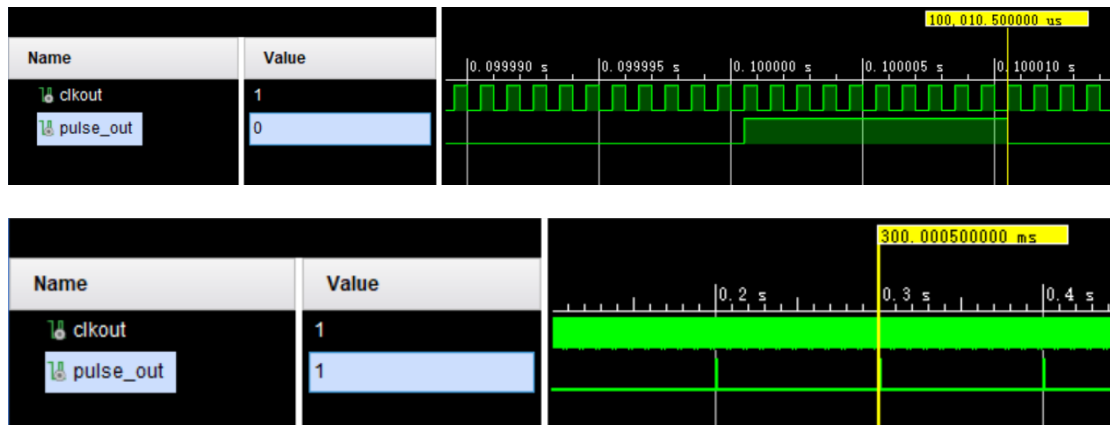 100,010.500000 us
Name Value
0.099990 s 0.099995 s 0.100000 s 0.100005 s 0.100010 s
clkout 1
pulse_out 0
300.000500000 ms
Name Value
0.2 s 0.3 s 0.4 s
clkout 1
pulse_out 1